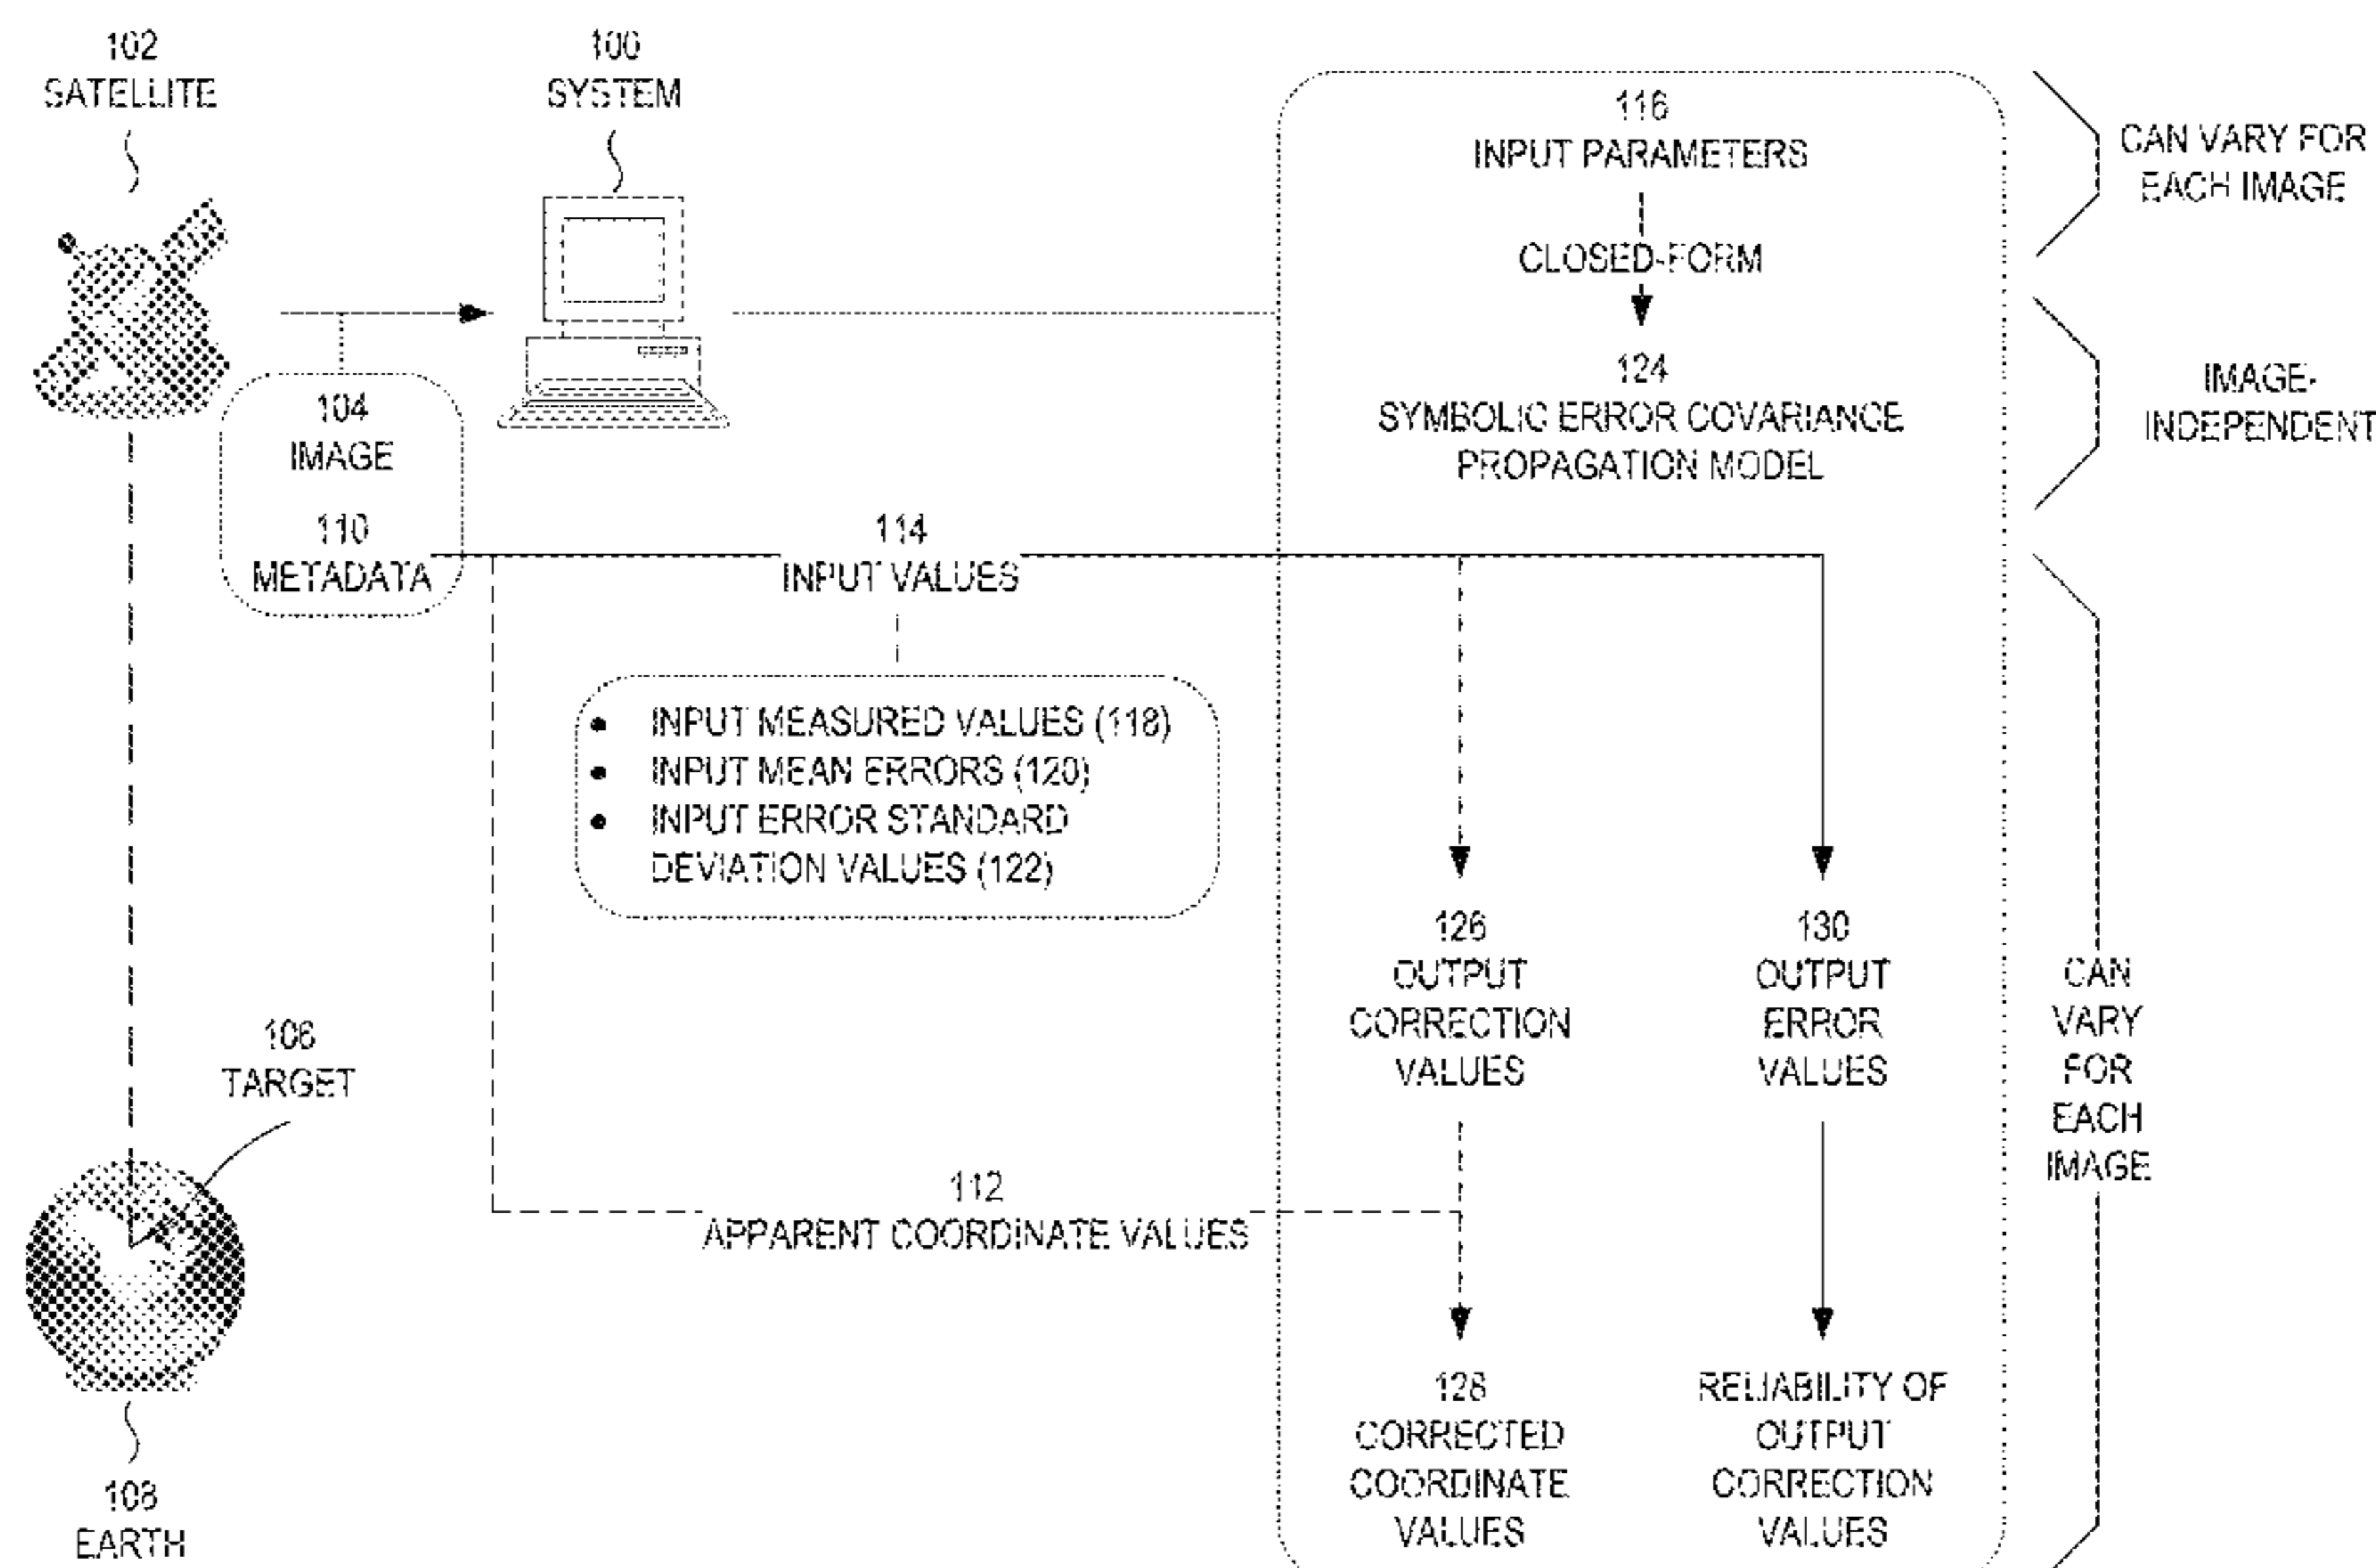 102
SATELLITE
100
SYSTEM
116
INPUT PARAMETERS
CLOSED-FORM
124
SYMBOLIC ERROR COVARIANCE
PROPAGATION MODEL
CAN VARY FOR
EACH IMAGE
IMAGE-
INDEPENDENT
104
IMAGE
110
METADATA
114
INPUT VALUES
• INPUT MEASURED VALUES (118)
• INPUT MEAN ERRORS (120)
• INPUT ERROR STANDARD
DEVIATION VALUES (122)
126
OUTPUT
CORRECTION
VALUES
130
OUTPUT
ERROR
VALUES
CAN
VARY
FOR
EACH
IMAGE
106
TARGET
112
APPARENT COORDINATE VALUES
128
CORRECTED
COORDINATE
VALUES
RELIABILITY OF
OUTPUT
CORRECTION
VALUES
108
EARTH